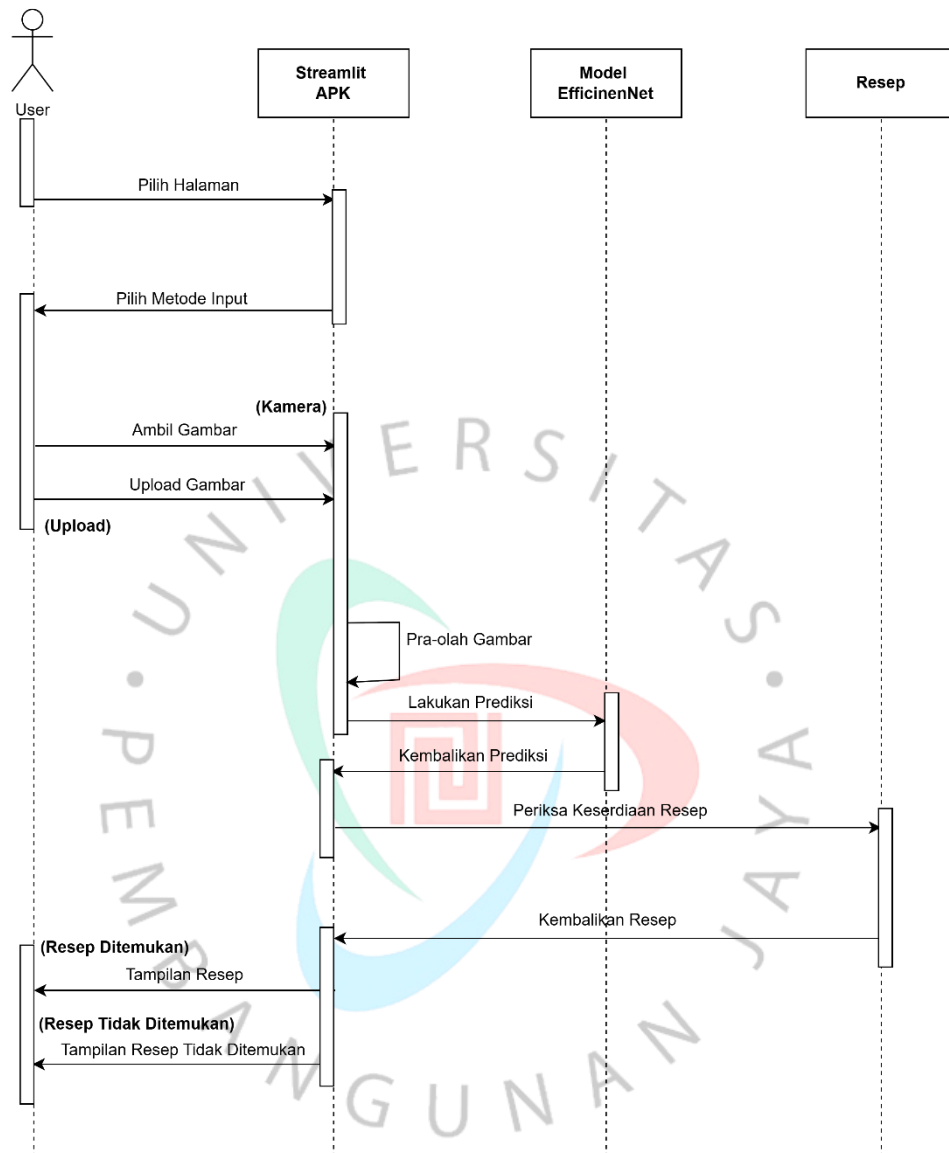 User
Streamlit
APK
Model
EfficinenNet
Resep
Pilih Halaman
Pilih Metode Input
(Kamera)
Ambil Gambar
Upload Gambar
(Upload)
Pra-olah Gambar
Lakukan Prediksi
Kembalikan Prediksi
Periksa Keserdiaan Resep
Kembalikan Resep
(Resep Ditemukan)
Tampilan Resep
(Resep Tidak Ditemukan)
Tampilan Resep Tidak Ditemukan
UNIVERSITAS
PEMBANGUNAN JAYA